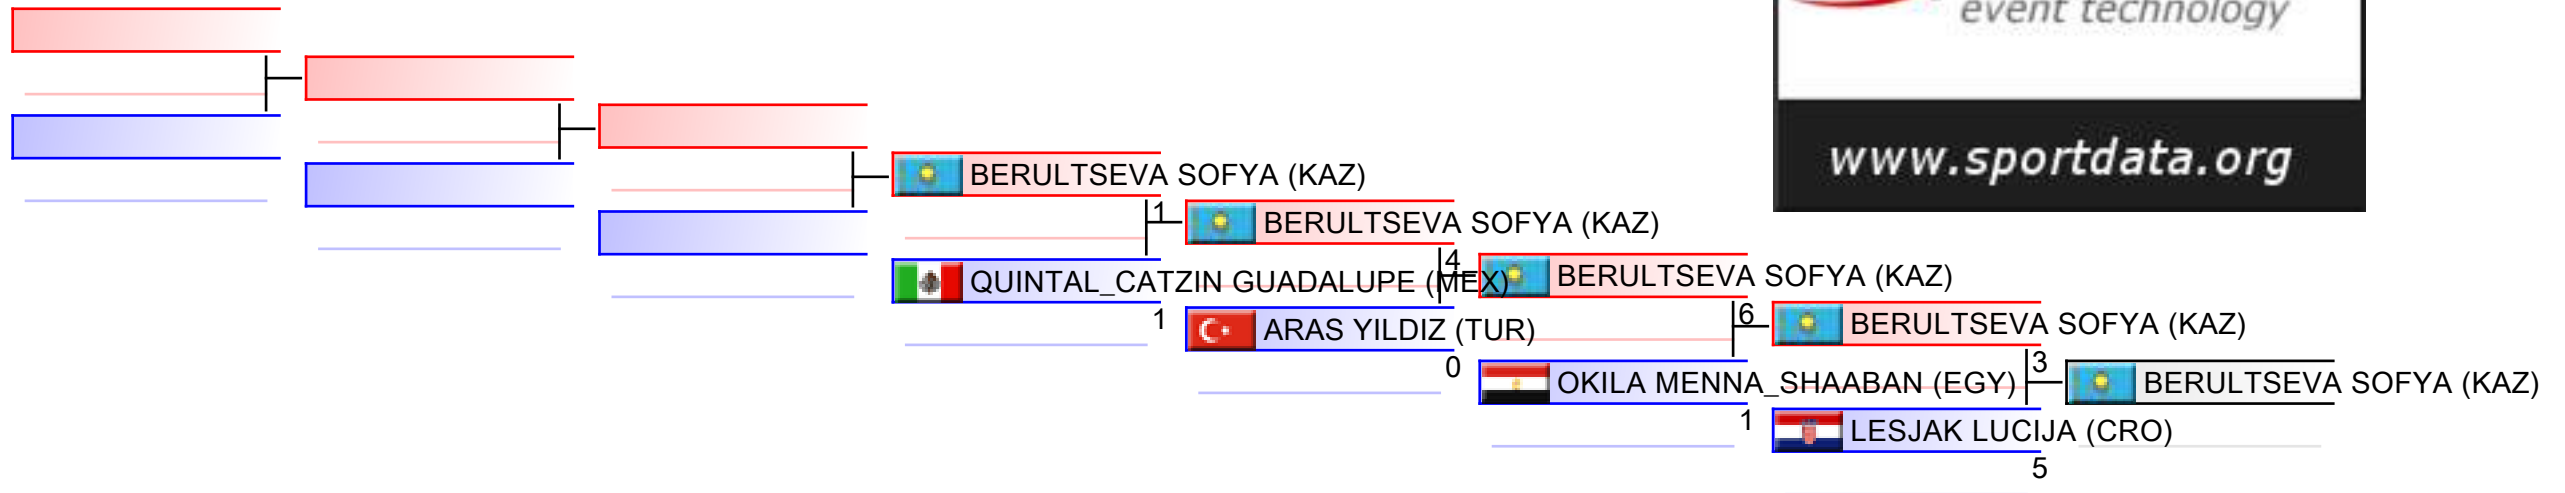 event technology
www.sportdata.org
BERULTSEVA SOFYA (KAZ)
1
BERULTSEVA SOFYA (KAZ)
4
QUINTAL_CATZIN GUADALUPE (MEX)
1
BERULTSEVA SOFYA (KAZ)
6
ARAS YILDIZ (TUR)
0
BERULTSEVA SOFYA (KAZ)
3
OKILA MENNA_SHAABAN (EGY)
1
BERULTSEVA SOFYA (KAZ)
LESJAK LUCIJA (CRO)
5